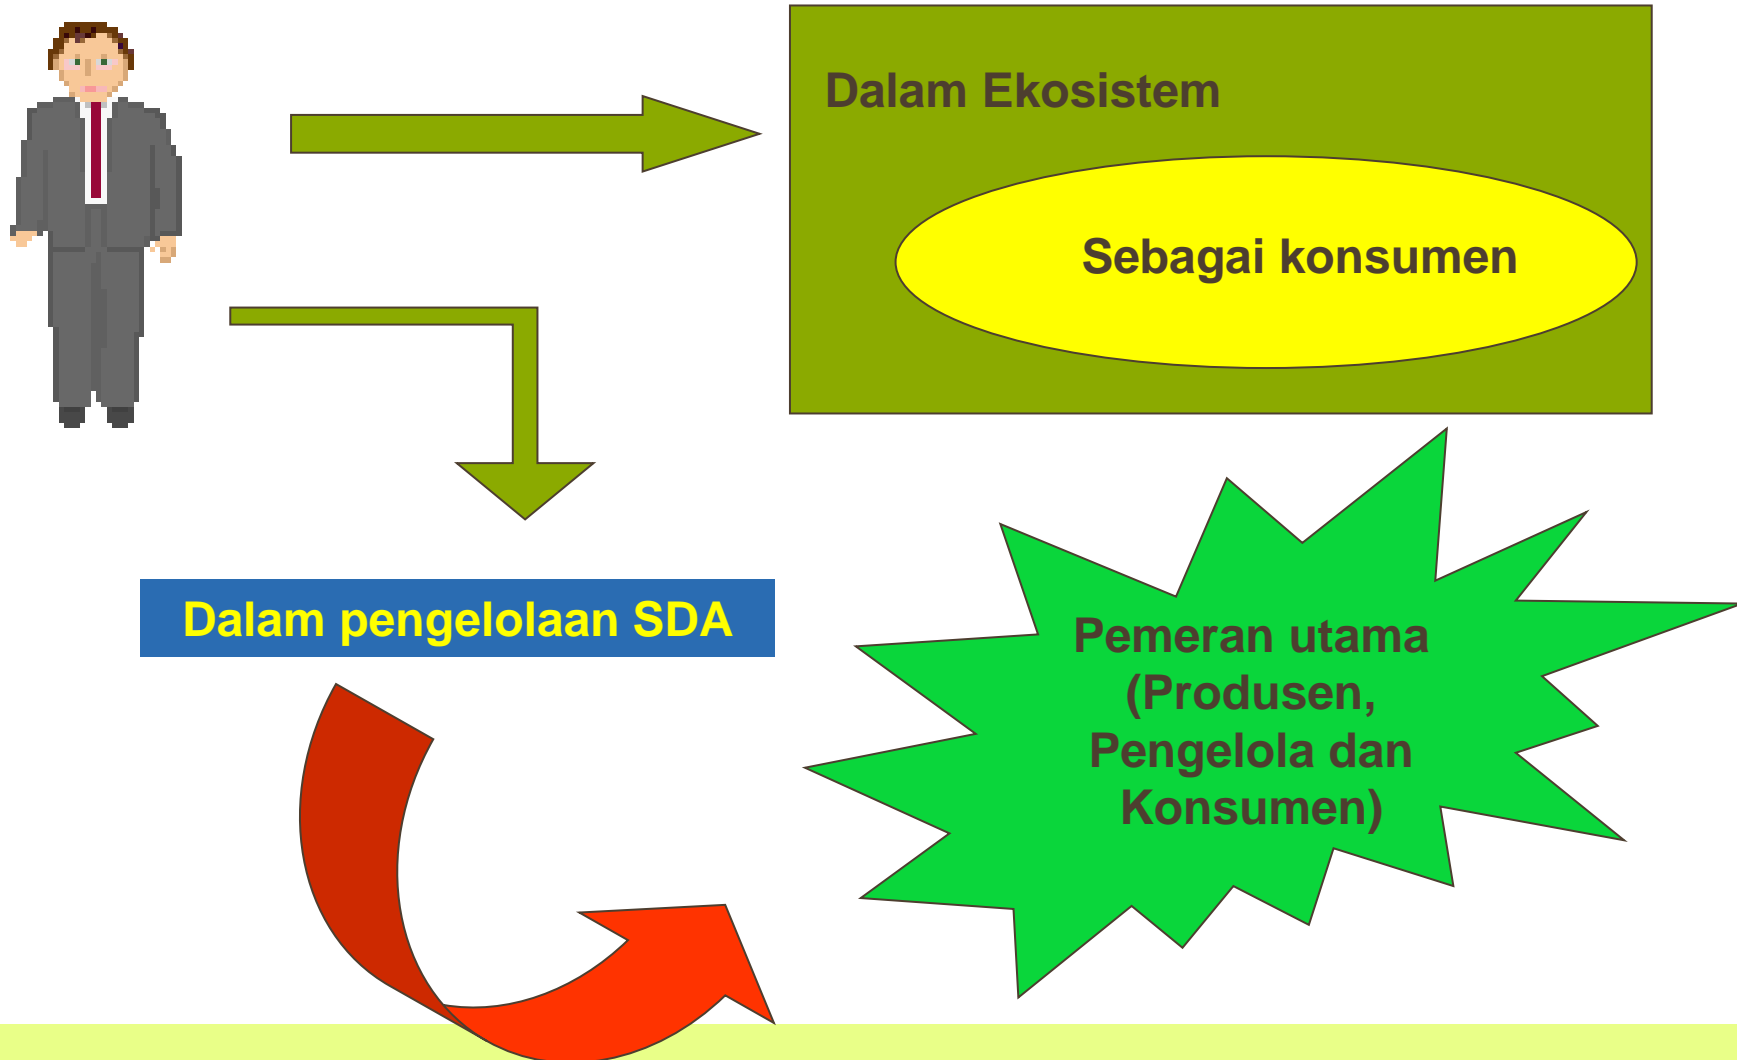 Dalam Ekosistem
Sebagai konsumen
Dalam pengelolaan SDA
Pemeran utama
(Produsen,
Pengelola dan
Konsumen)